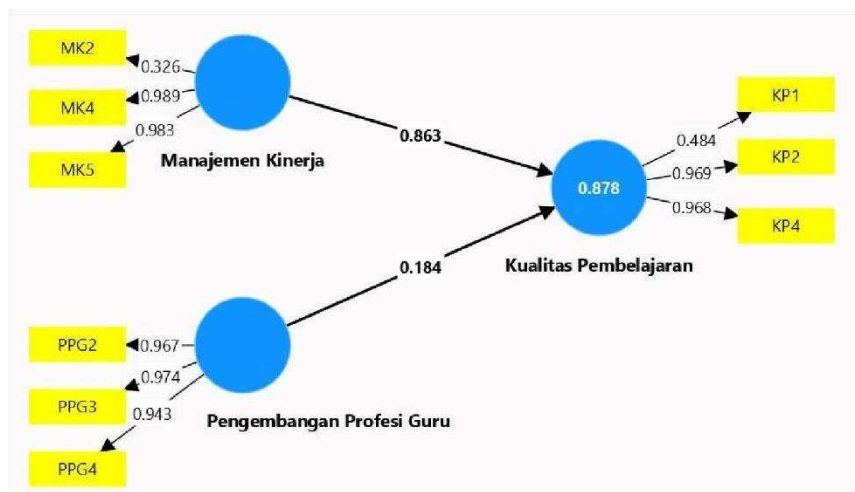 MK2
0.326
MK4
0.989
0.983
MK5
Manajemen Kinerja
0.863
KP1
0.484
KP2
0.969
0.878
0.968
KP4
Kualitas Pembelajaran
0.184
PPG2
0.967
0.974
PPG3
0.943
Pengembangan Profesi Guru
PPG4